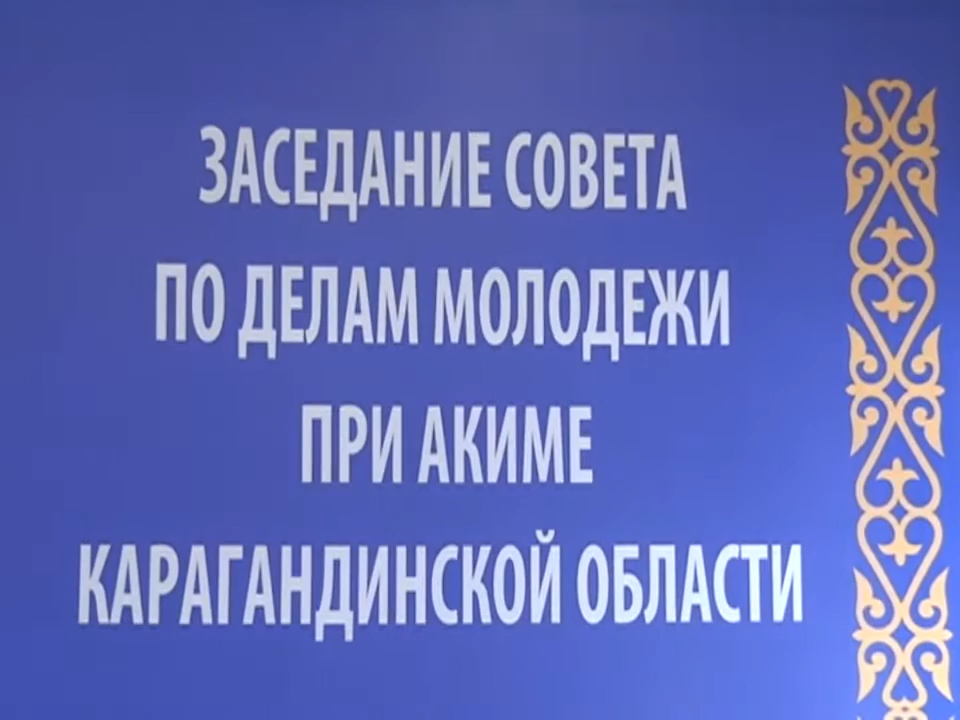 ЗАСЕДАНИЕ СОВЕТА
ПО ДЕЛАМ МОЛОДЕЖИ
ПРИ АКИМЕ
КАРАГАНДИНСКОЙ ОБЛАСТИ